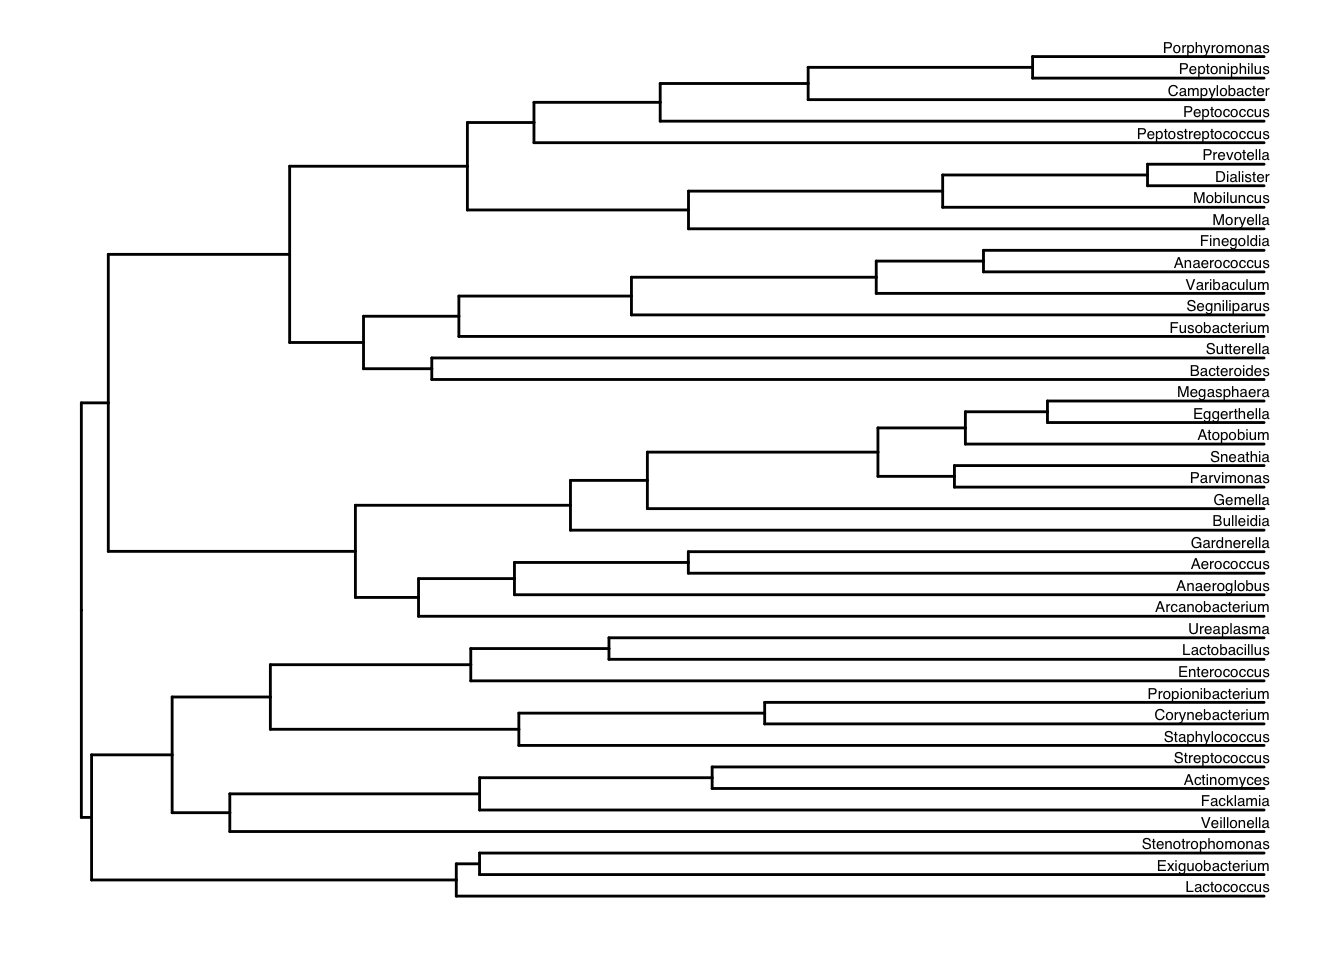 Porphyromonas
Peptoniphilus
Campylobacter
Peptococcus
Peptostreptococcus
Prevotella
Dialister
Mobiluncus
Moryella
Finegoldia
Anaerococcus
Varibaculum
Segniliparus
Fusobacterium
Sutterella
Bacteroides
Megasphaera
Eggerthella
Atopobium
Sneathia
Parvimonas
Gemella
Bulleidia
Gardnerella
Aerococcus
Anaeroglobus
Arcanobacterium
Ureaplasma
Lactobacillus
Enterococcus
Propionibacterium
Corynebacterium
Staphylococcus
Streptococcus
Actinomyces
Facklamia
Veillonella
Stenotrophomonas
Exiguobacterium
Lactococcus